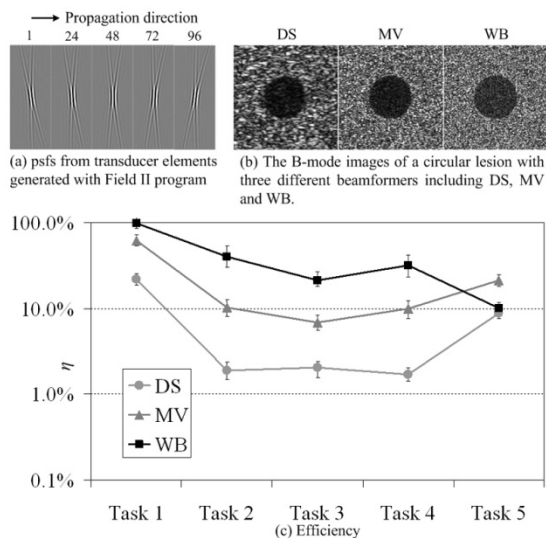 Propagation direction
1 24 48 72 96
(a) psfs from transducer elements
generated with Field II program
DS MV WB
(b) The B-mode images of a circular lesion with
three different beamformers including DS, MV
and WB.
100.0%
10.0%
η
1.0%
0.1%
DS
MV
WB
Task 1 Task 2 Task 3 Task 4 Task 5
(c) Efficiency